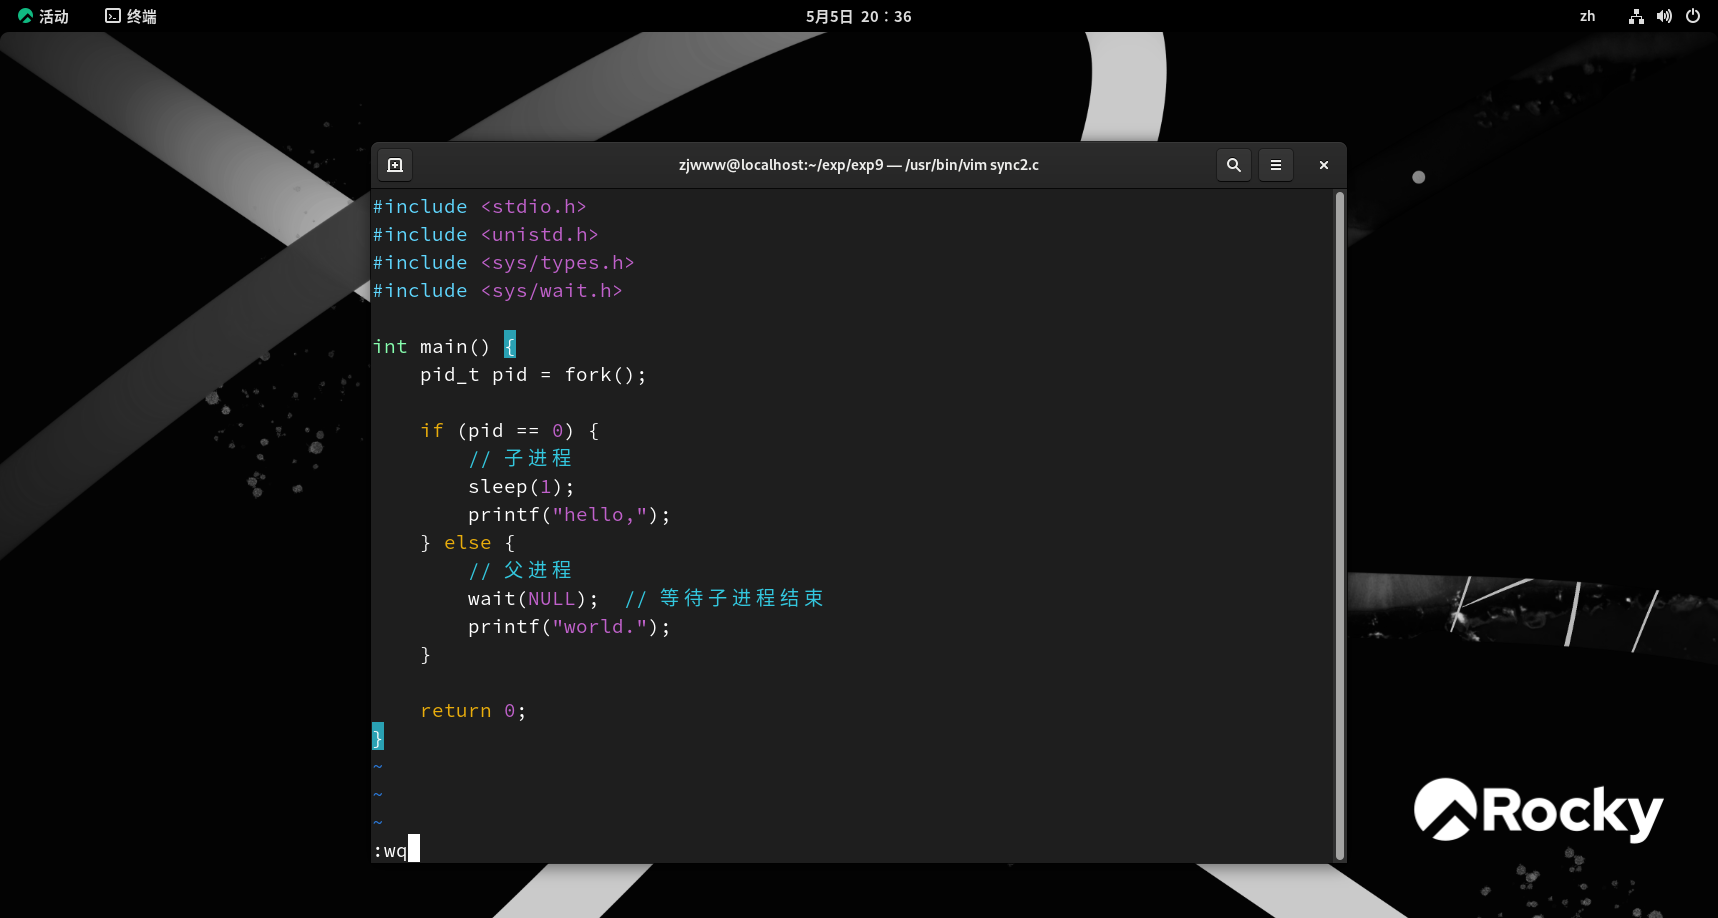 活动 终端 5月5日 20：36 zh
zjwww@localhost:~/exp/exp9 — /usr/bin/vim sync2.c
#include <stdio.h>
#include <unistd.h>
#include <sys/types.h>
#include <sys/wait.h>
int main() {
    pid_t pid = fork();
    if (pid == 0) {
        // 子进程
        sleep(1);
        printf("hello,");
    } else {
        // 父进程
        wait(NULL);  // 等待子进程结束
        printf("world.");
    }
    return 0;
}
~
~
~
:wq
Rocky